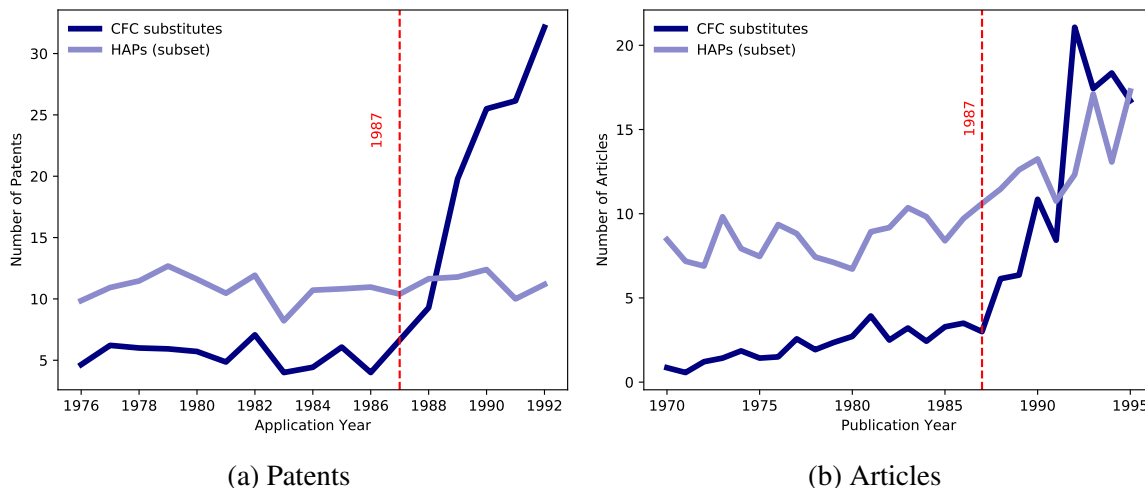 CFC substitutes
HAPs (subset)
30
25
20
15
10
5
Number of Patents
1987
1976 1978 1980 1982 1984 1986 1988 1990 1992
Application Year
(a) Patents
CFC substitutes
HAPs (subset)
20
15
10
5
0
Number of Articles
1987
1970 1975 1980 1985 1990 1995
Publication Year
(b) Articles